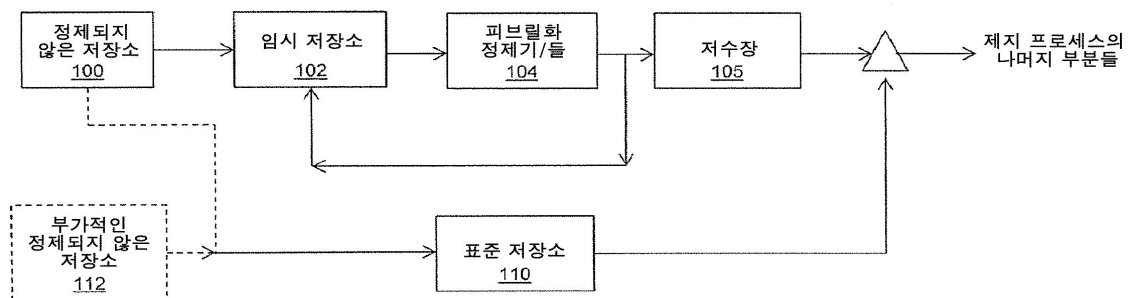 정제되지
않은 저장소
100
임시 저장소
102
피브릴화
정제기/들
104
저수장
105
제지 프로세스의
나머지 부분들
부가적인
정제되지 않은
저장소
112
표준 저장소
110